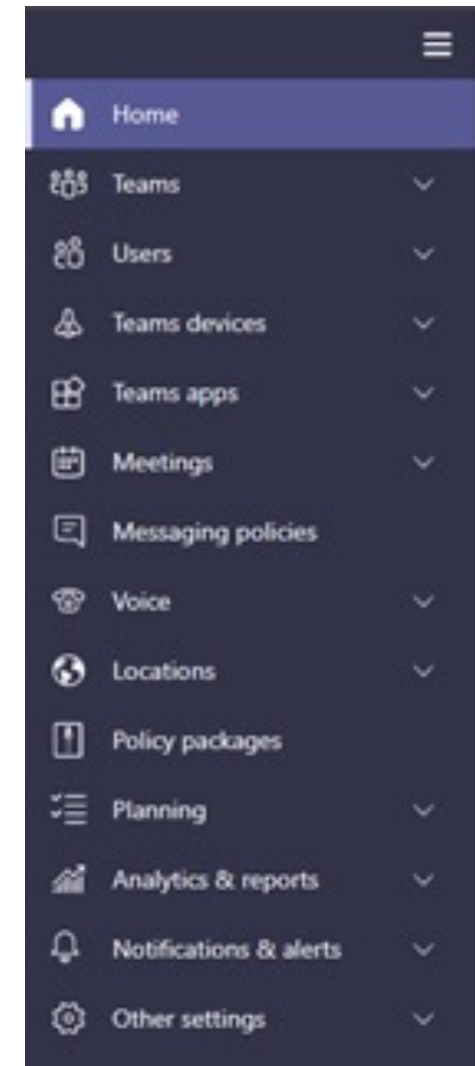 Home
Teams
Users
Teams devices
Teams apps
Meetings
Messaging policies
Voice
Locations
Policy packages
Planning
Analytics & reports
Notifications & alerts
Other settings